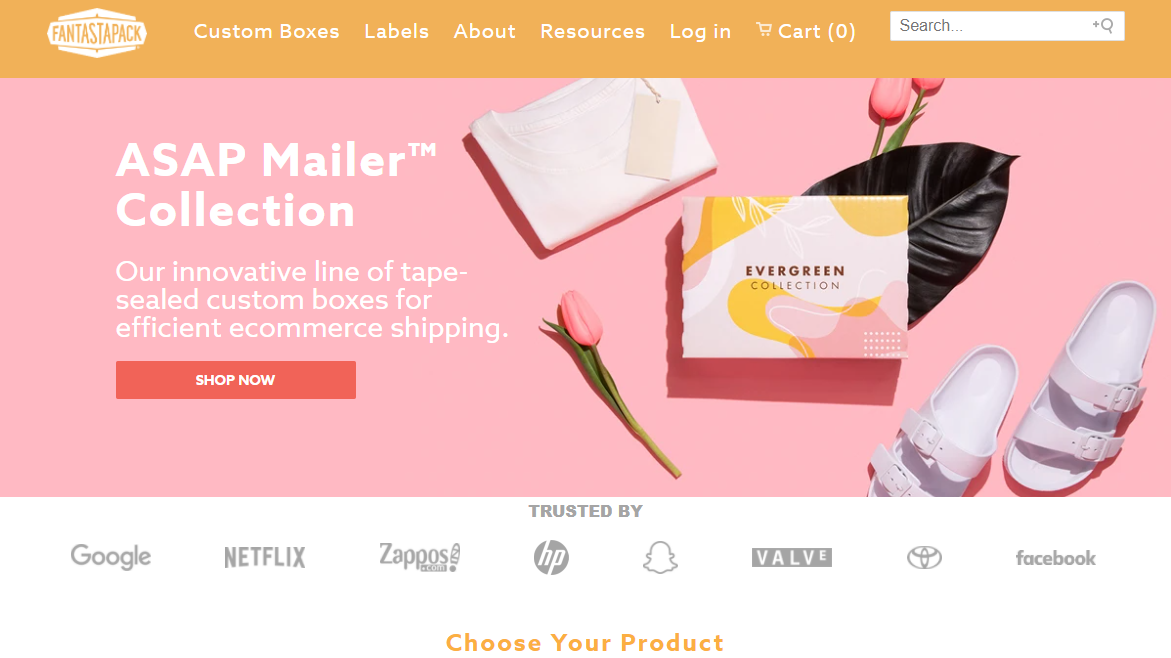 FANTASTAPACK
Custom Boxes
Labels
About
Resources
Log in
Cart (0)
Search...
ASAP Mailer™
Collection
Our innovative line of tape-
sealed custom boxes for
efficient ecommerce shipping.
SHOP NOW
EVERGREEN
COLLECTION
TRUSTED BY
Google
NETFLIX
Zappos
.com
hp
VALVE
facebook
Choose Your Product